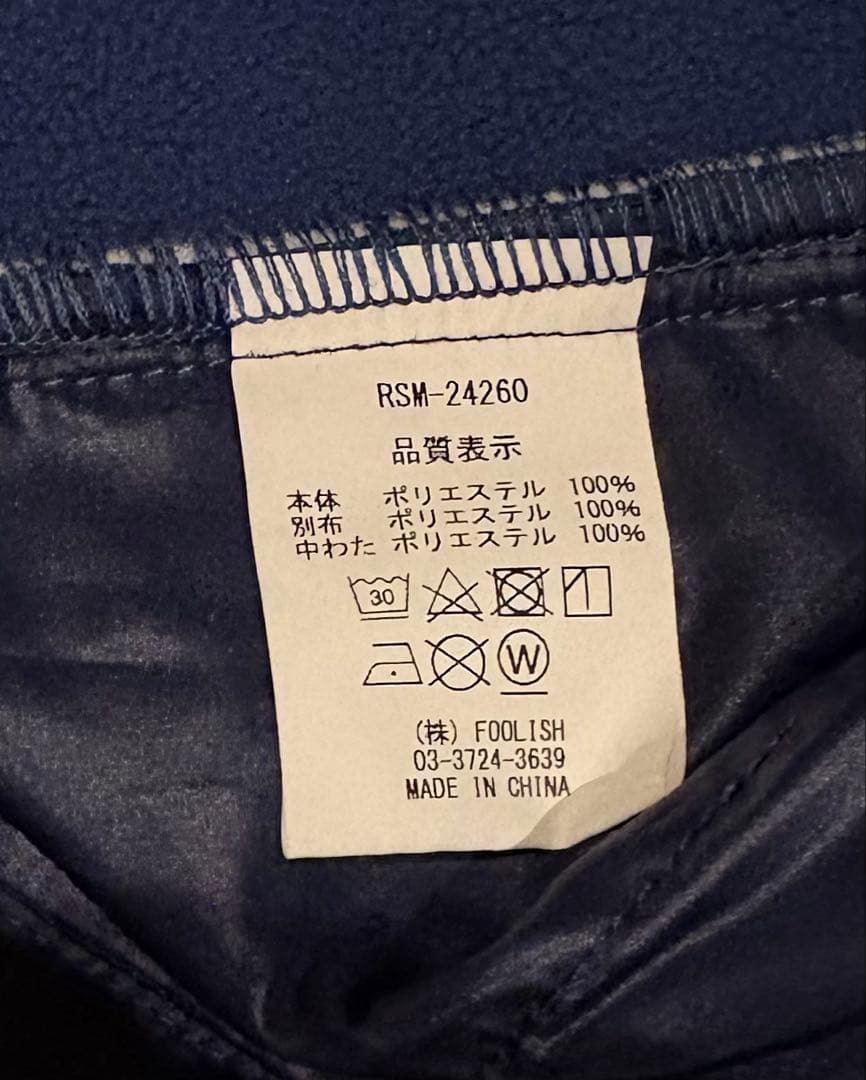 RSM-24260
品質表示
本体 ポリエステル 100%
別布 ポリエステル 100%
中わた ポリエステル 100%
30
W
(株) FOOLISH
03-3724-3639
MADE IN CHINA